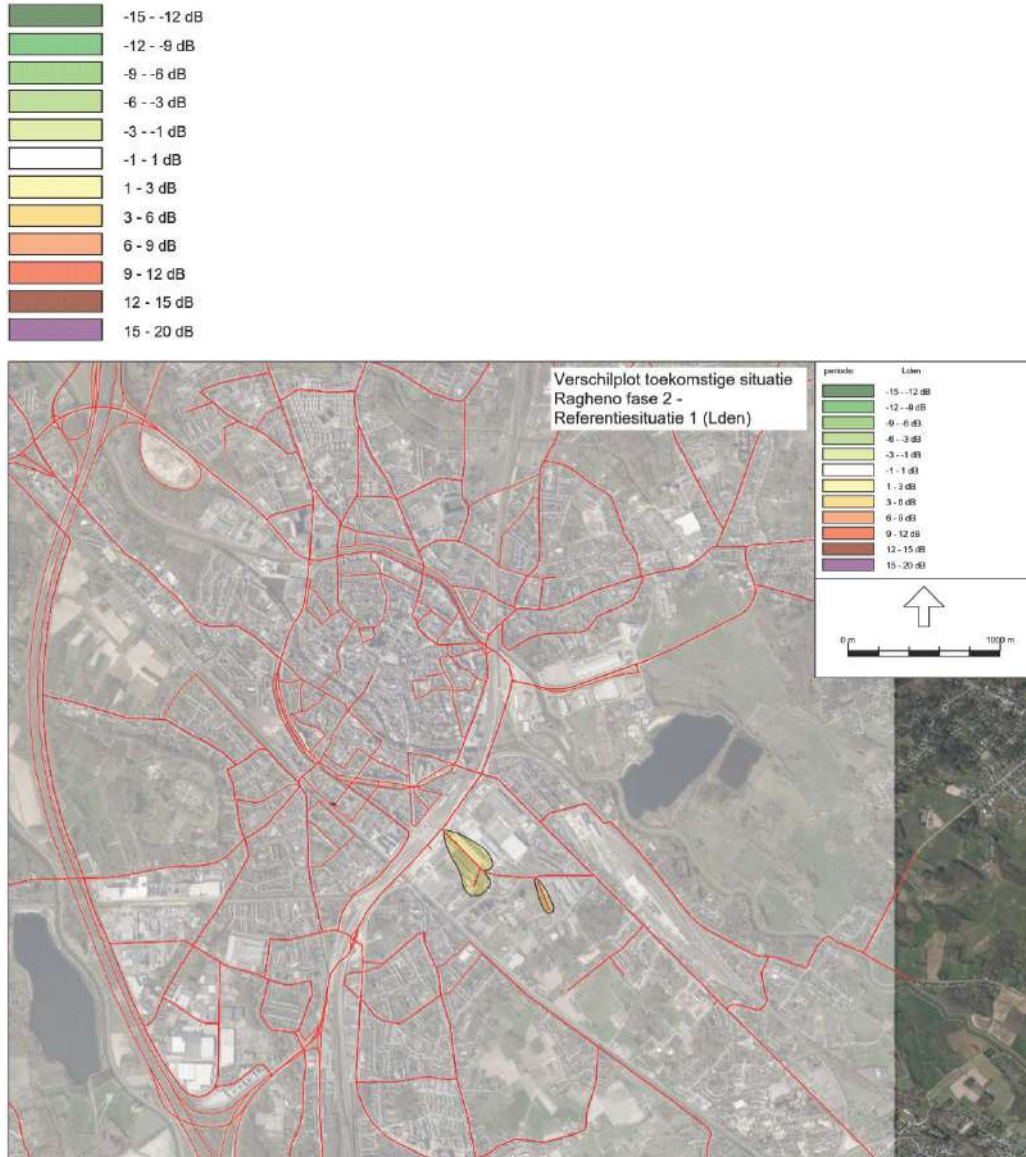 -15 - -12 dB
-12 - -9 dB
-9 - -6 dB
-6 - -3 dB
-3 - -1 dB
-1 - 1 dB
1 - 3 dB
3 - 6 dB
6 - 9 dB
9 - 12 dB
12 - 15 dB
15 - 20 dB
Verschilplot toekomstige situatie
Ragheno fase 2 -
Referentiesituatie 1 (Lden)
periode: Lden
-15 - -12 dB
-12 - -9 dB
-9 - -6 dB
-6 - -3 dB
-3 - -1 dB
-1 - 1 dB
1 - 3 dB
3 - 6 dB
6 - 9 dB
9 - 12 dB
12 - 15 dB
15 - 20 dB
0 m 1000 m